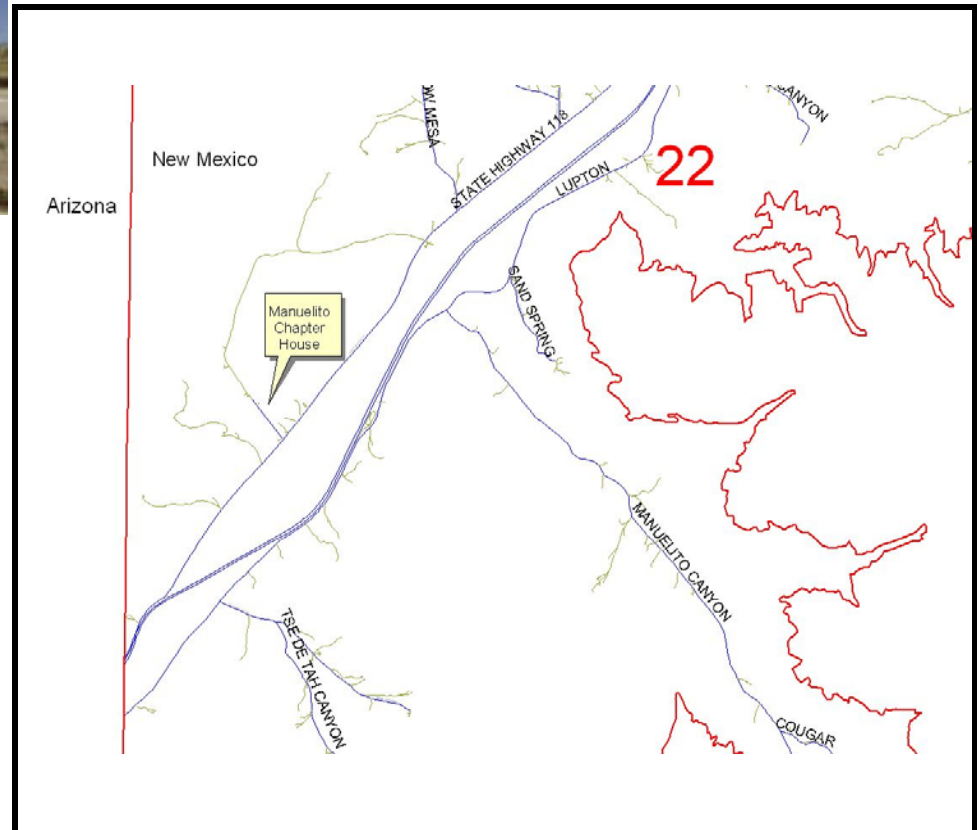 CANYON
OW MESA
STATE HIGHWAY 118
New Mexico
22
LUPTON
Arizona
SAND SPRING
Manuelito
Chapter
House
MANUELITO CANYON
TSE DE TAH CANYON
COUGAR